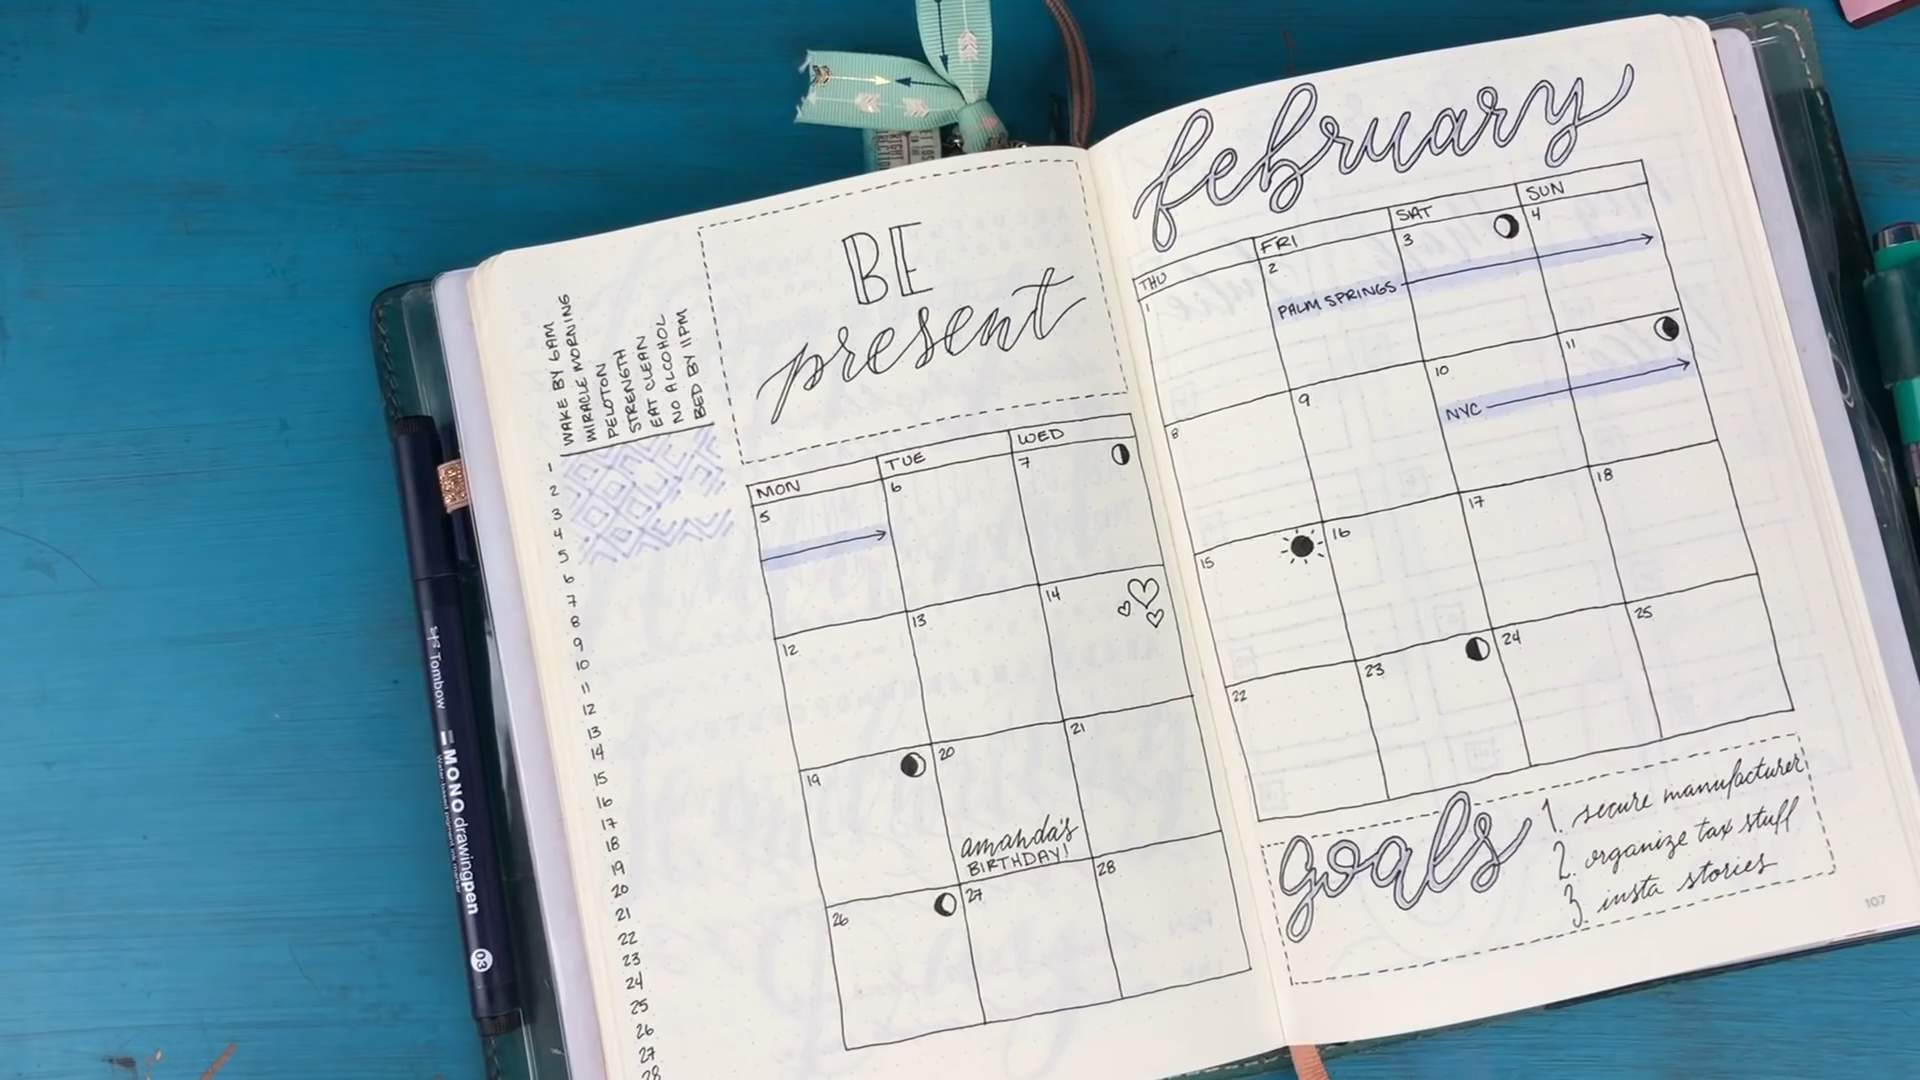 BE
present
WAKE BY 6AM
MIRACLE MORNING
PELOTON
STRENGTH
EAT CLEAN
NO ALCOHOL
BED BY 11PM
1
2
3
4
5
6
7
8
9
10
11
12
13
14
15
16
17
18
19
20
21
22
23
24
25
26
27
28
MON TUE WED
5 6 7
12 13 14
19 20 21
amanda's
BIRTHDAY!
26 27 28
february
THU FRI SAT SUN
1 2 3 4
PALM SPRINGS
8 9 10 11
NYC
15 16 17 18
22 23 24 25
goals
1. secure manufacturer
2. organize tax stuff
3. insta stories
107
Tombow
MONO drawingpen
Water-based pigment ink marker
03